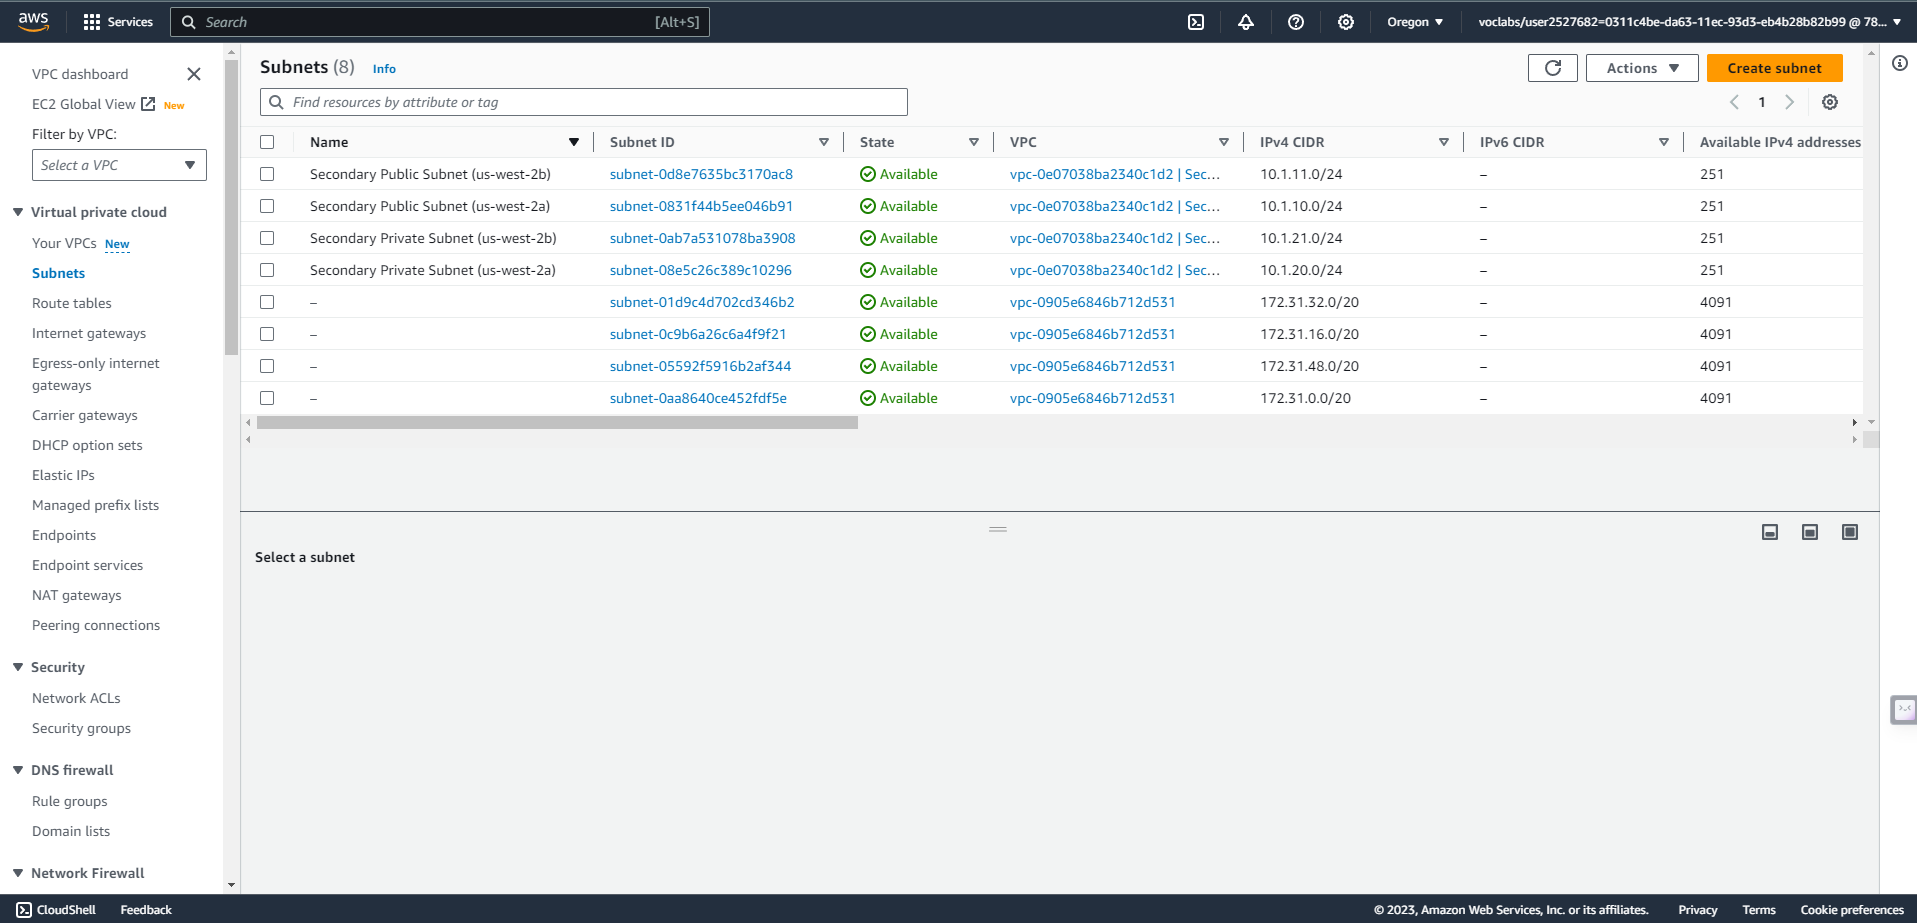 aws Services Search [Alt+S] Oregon voclabs/user2527682=0311c4be-da63-11ec-93d3-eb4b28b82b99 @ 78...
VPC dashboard
EC2 Global View New
Filter by VPC:
Select a VPC
Virtual private cloud
Your VPCs New
Subnets
Route tables
Internet gateways
Egress-only internet
gateways
Carrier gateways
DHCP option sets
Elastic IPs
Managed prefix lists
Endpoints
Endpoint services
NAT gateways
Peering connections
Security
Network ACLs
Security groups
DNS firewall
Rule groups
Domain lists
Network Firewall
Subnets (8) Info Actions Create subnet
Find resources by attribute or tag 1
Name Subnet ID State VPC IPv4 CIDR IPv6 CIDR Available IPv4 addresses
Secondary Public Subnet (us-west-2b) subnet-0d8e7635bc3170ac8 Available vpc-0e07038ba2340c1d2 | Sec... 10.1.11.0/24 – 251
Secondary Public Subnet (us-west-2a) subnet-0831f44b5ee046b91 Available vpc-0e07038ba2340c1d2 | Sec... 10.1.10.0/24 – 251
Secondary Private Subnet (us-west-2b) subnet-0ab7a531078ba3908 Available vpc-0e07038ba2340c1d2 | Sec... 10.1.21.0/24 – 251
Secondary Private Subnet (us-west-2a) subnet-08e5c26c389c10296 Available vpc-0e07038ba2340c1d2 | Sec... 10.1.20.0/24 – 251
– subnet-01d9c4d702cd346b2 Available vpc-0905e6846b712d531 172.31.32.0/20 – 4091
– subnet-0c9b6a26c6a4f9f21 Available vpc-0905e6846b712d531 172.31.16.0/20 – 4091
– subnet-05592f5916b2af344 Available vpc-0905e6846b712d531 172.31.48.0/20 – 4091
– subnet-0aa8640ce452fdf5e Available vpc-0905e6846b712d531 172.31.0.0/20 – 4091
Select a subnet
CloudShell Feedback © 2023, Amazon Web Services, Inc. or its affiliates. Privacy Terms Cookie preferences